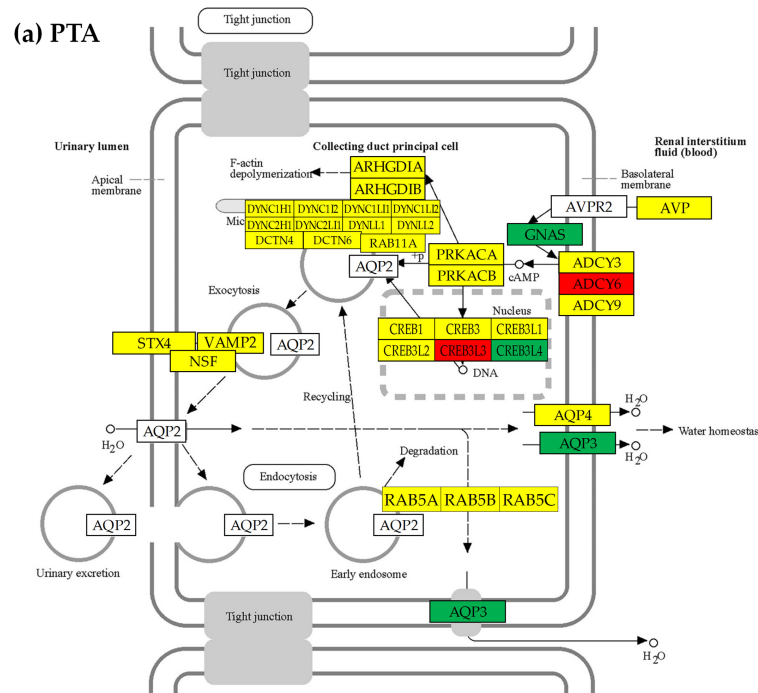 (a) PTA
Tight junction
Tight junction
Urinary lumen
Collecting duct principal cell
Renal interstitium
fluid (blood)
Apical
membrane
F-actin
depolymerization
ARHGDIA
ARHGDIB
Basolateral
membrane
DYNC1H1 DYNC1I2 DYNC1LI1 DYNC1LI2
Mic
DYNC2H1 DYNC2LI1 DYNLL1 DYNLL2
DCTN4 DCTN6 RAB11A
AVPR2 AVP
GNAS
+p
AQP2
PRKACA
PRKACB
cAMP
ADCY3
ADCY6
ADCY9
Exocytosis
Nucleus
CREB1 CREB3 CREB3L1
CREB3L2 CREB3L3 CREB3L4
DNA
STX4 VAMP2
NSF
AQP2
Recycling
H2O
AQP4
AQP3
H2O
H2O
AQP2
Water homeostas
Degradation
Endocytosis
RAB5A RAB5B RAB5C
AQP2
AQP2
AQP2
Urinary excretion
Early endosome
Tight junction
AQP3
H2O